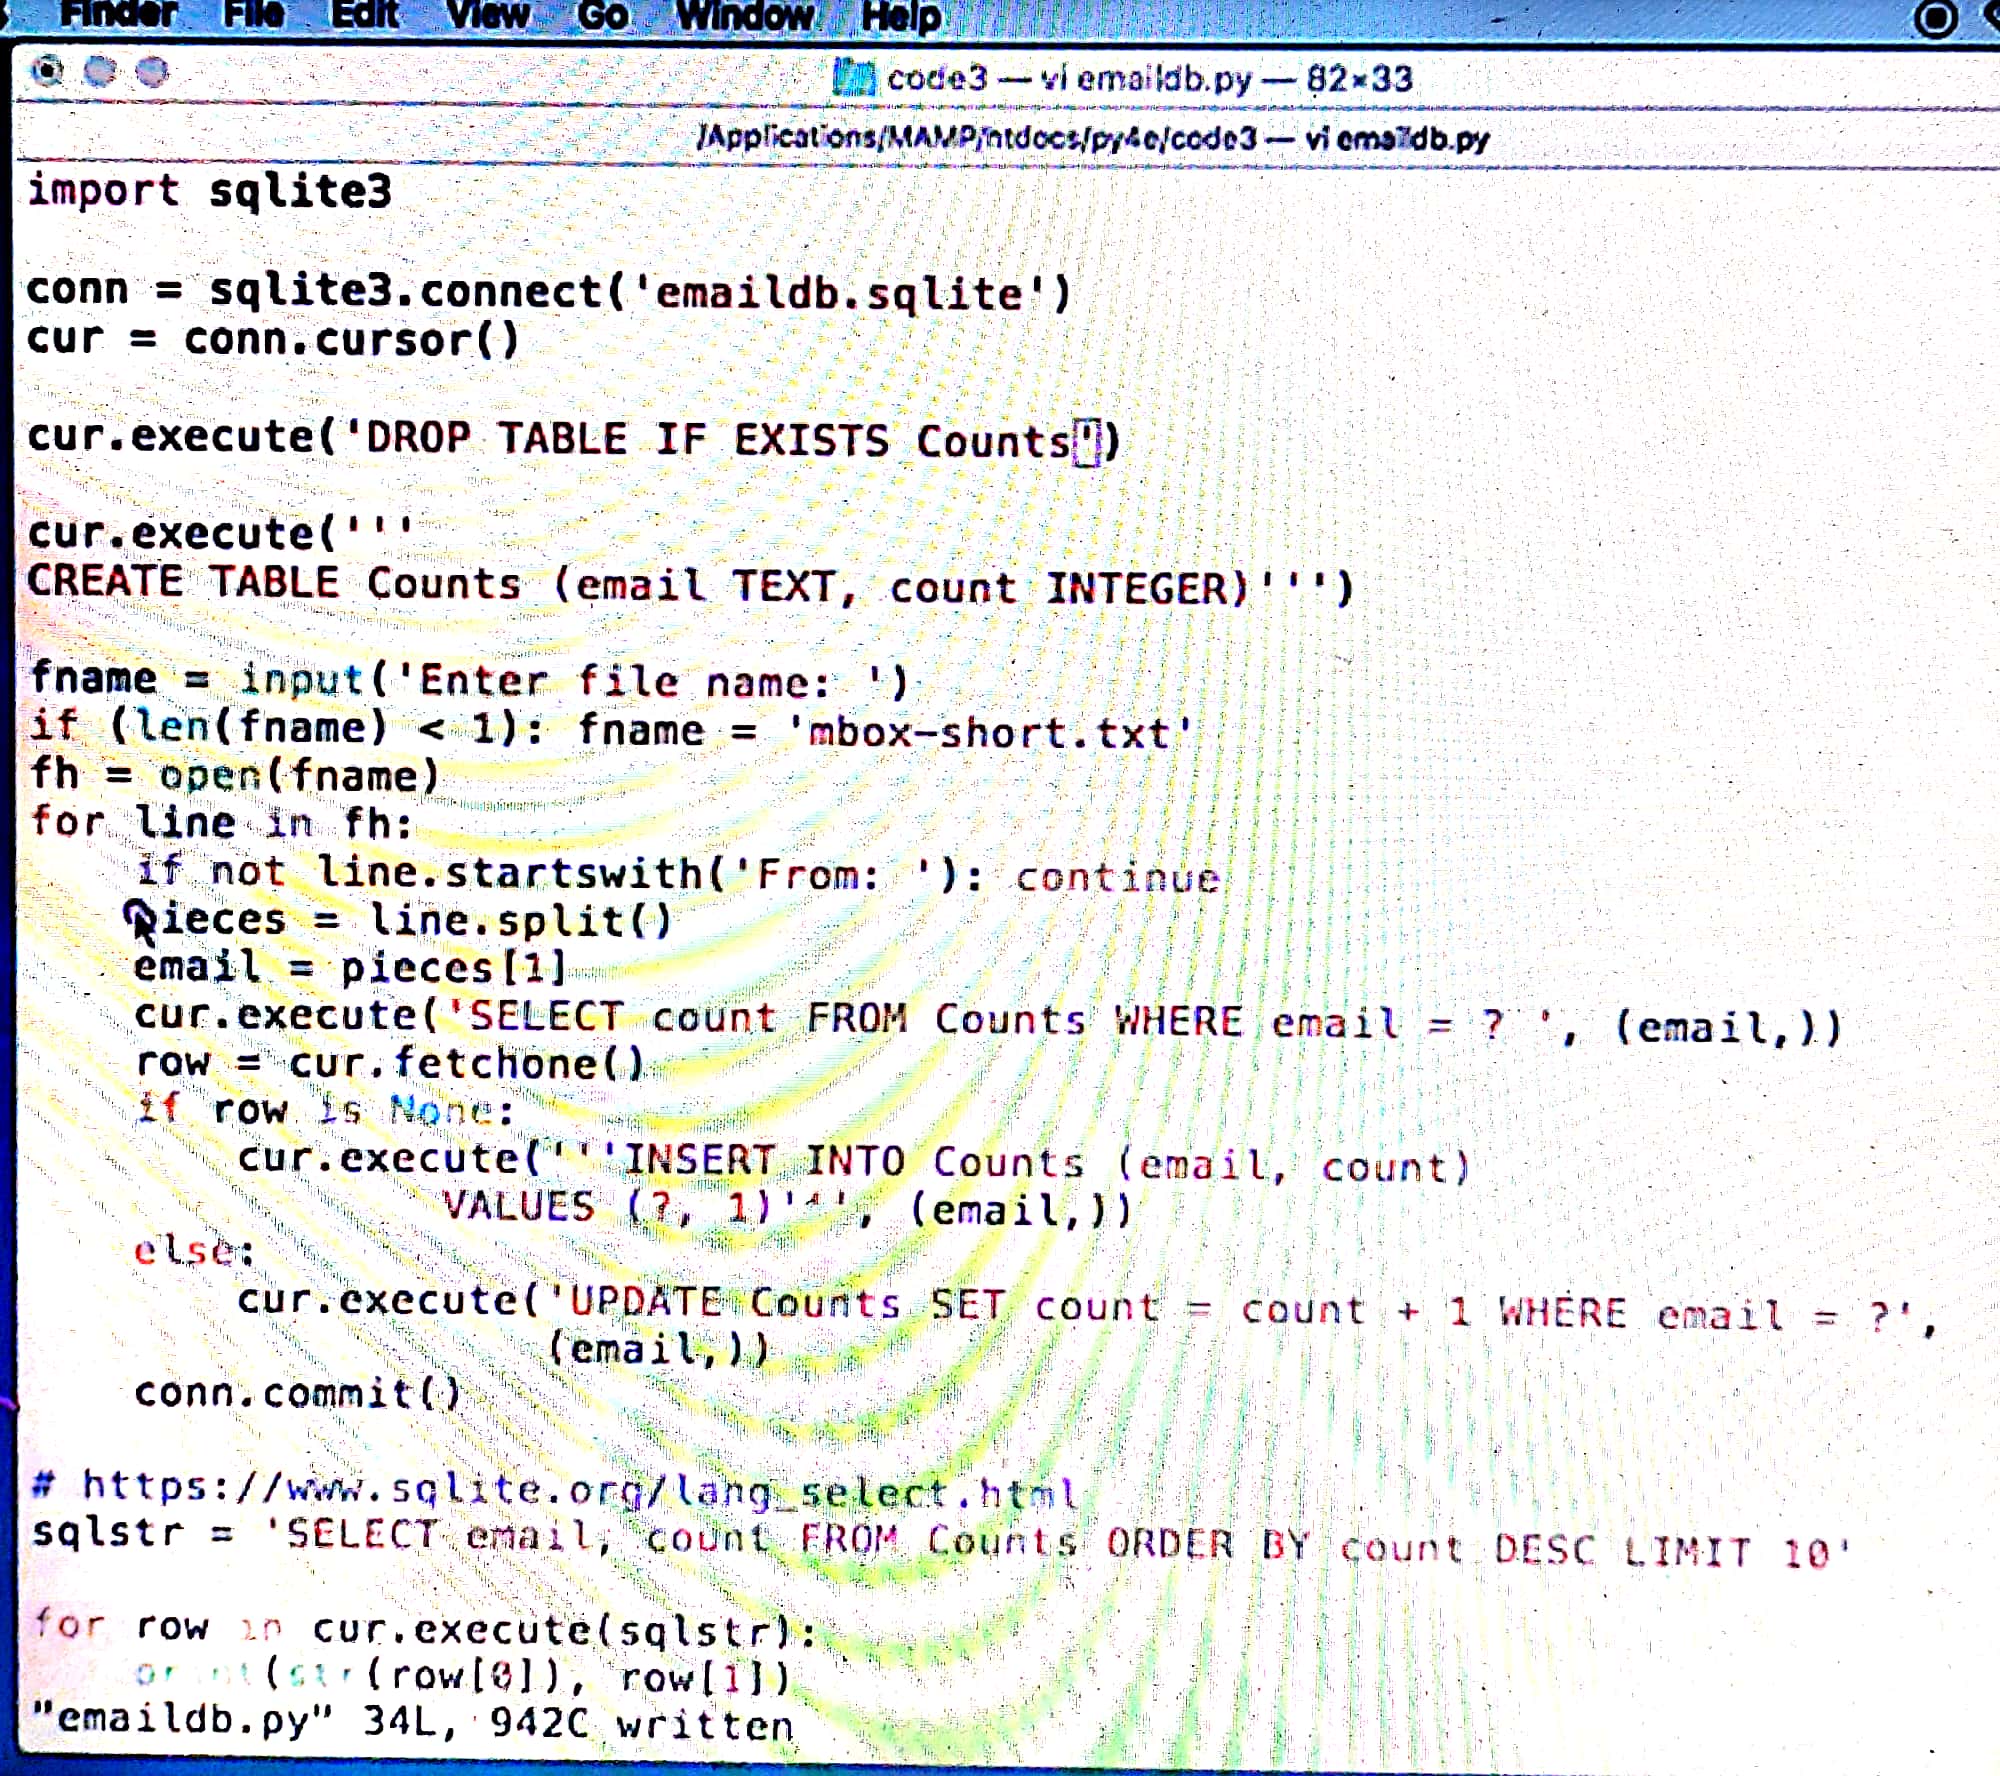 Finder File Edit View Go Window Help
code3 — vi emaildb.py — 82×33
/Applications/MAMP/htdocs/py4e/code3 — vi emaildb.py
import sqlite3
conn = sqlite3.connect('emaildb.sqlite')
cur = conn.cursor()
cur.execute('DROP TABLE IF EXISTS Counts')
cur.execute('''
CREATE TABLE Counts (email TEXT, count INTEGER)''')
fname = input('Enter file name: ')
if (len(fname) < 1): fname = 'mbox-short.txt'
fh = open(fname)
for line in fh:
    if not line.startswith('From: '): continue
    pieces = line.split()
    email = pieces[1]
    cur.execute('SELECT count FROM Counts WHERE email = ? ', (email,))
    row = cur.fetchone()
    if row is None:
        cur.execute('''INSERT INTO Counts (email, count)
                VALUES (?, 1)''', (email,))
    else:
        cur.execute('UPDATE Counts SET count = count + 1 WHERE email = ?',
                    (email,))
    conn.commit()
# https://www.sqlite.org/lang_select.html
sqlstr = 'SELECT email, count FROM Counts ORDER BY count DESC LIMIT 10'
for row in cur.execute(sqlstr):
    print(str(row[0]), row[1])
"emaildb.py" 34L, 942C written